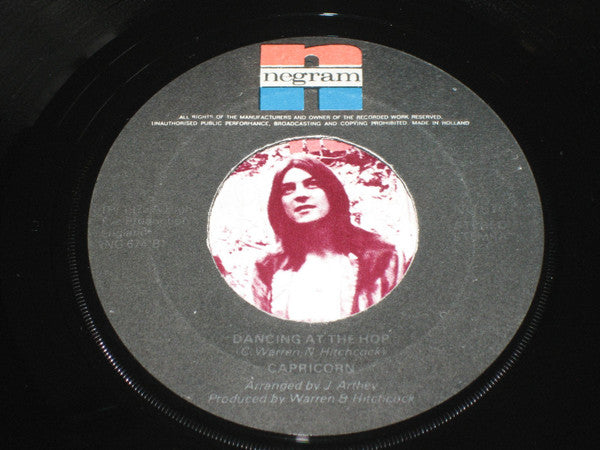 negram
ALL RIGHTS OF THE MANUFACTURERS AND OWNER OF THE RECORDED WORK RESERVED.
UNAUTHORISED PUBLIC PERFORMANCE, BROADCASTING AND COPYING PROHIBITED. MADE IN HOLLAND
England
DANCING AT THE HOP
(C. Warren N. Hitchcock)
CAPRICORN
Arranged by J. Arthey
Produced by Warren & Hitchcock